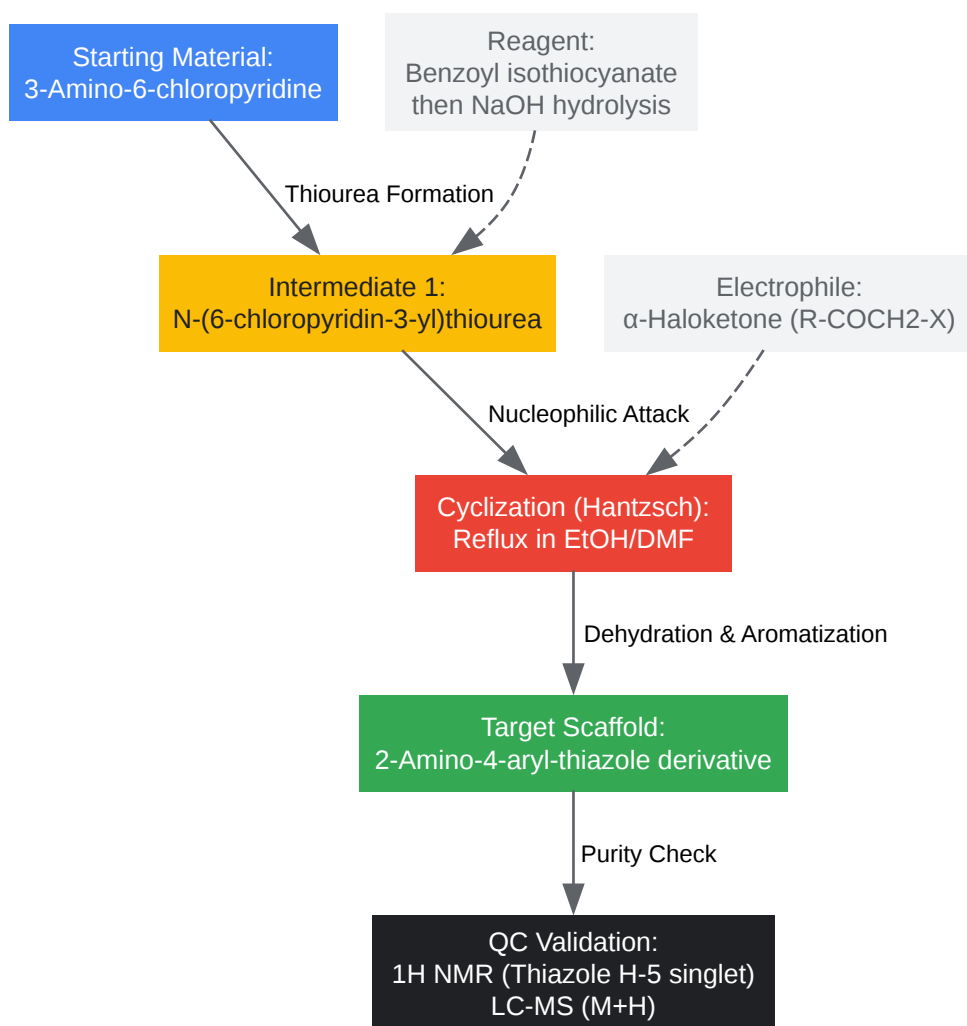 Starting Material:
3-Amino-6-chloropyridine
Reagent:
Benzoyl isothiocyanate
then NaOH hydrolysis
Thiourea Formation
Intermediate 1:
N-(6-chloropyridin-3-yl)thiourea
Electrophile:
α-Haloketone (R-COCH2-X)
Nucleophilic Attack
Cyclization (Hantzsch):
Reflux in EtOH/DMF
Dehydration & Aromatization
Target Scaffold:
2-Amino-4-aryl-thiazole derivative
Purity Check
QC Validation:
1H NMR (Thiazole H-5 singlet)
LC-MS (M+H)